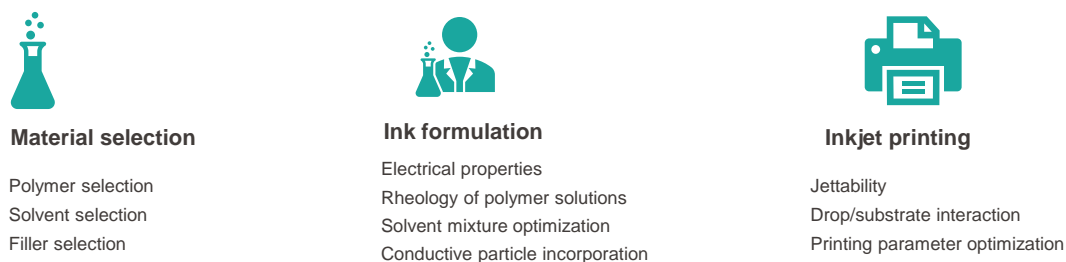 Material selection
Polymer selection
Solvent selection
Filler selection
Ink formulation
Electrical properties
Rheology of polymer solutions
Solvent mixture optimization
Conductive particle incorporation
Inkjet printing
Jettability
Drop/substrate interaction
Printing parameter optimization